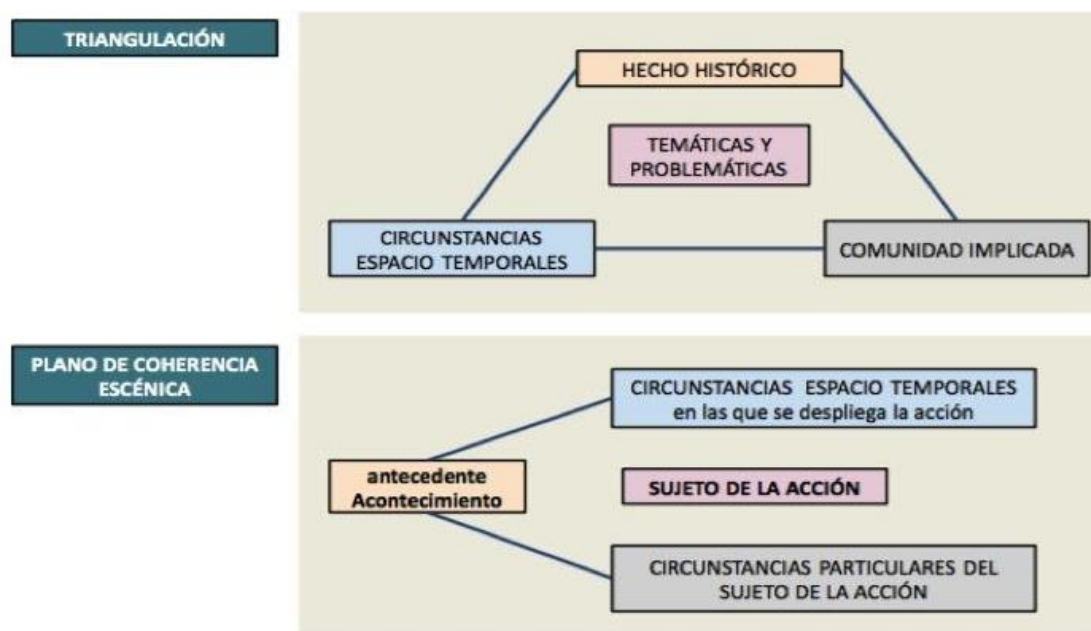 TRIANGULACIÓN
HECHO HISTÓRICO
TEMÁTICAS Y
PROBLEMÁTICAS
CIRCUNSTANCIAS
ESPACIO TEMPORALES
COMUNIDAD IMPLICADA
PLANO DE COHERENCIA
ESCÉNICA
CIRCUNSTANCIAS ESPACIO TEMPORALES
en las que se despliega la acción
antecedente
Acontecimiento
SUJETO DE LA ACCIÓN
CIRCUNSTANCIAS PARTICULARES DEL
SUJETO DE LA ACCIÓN